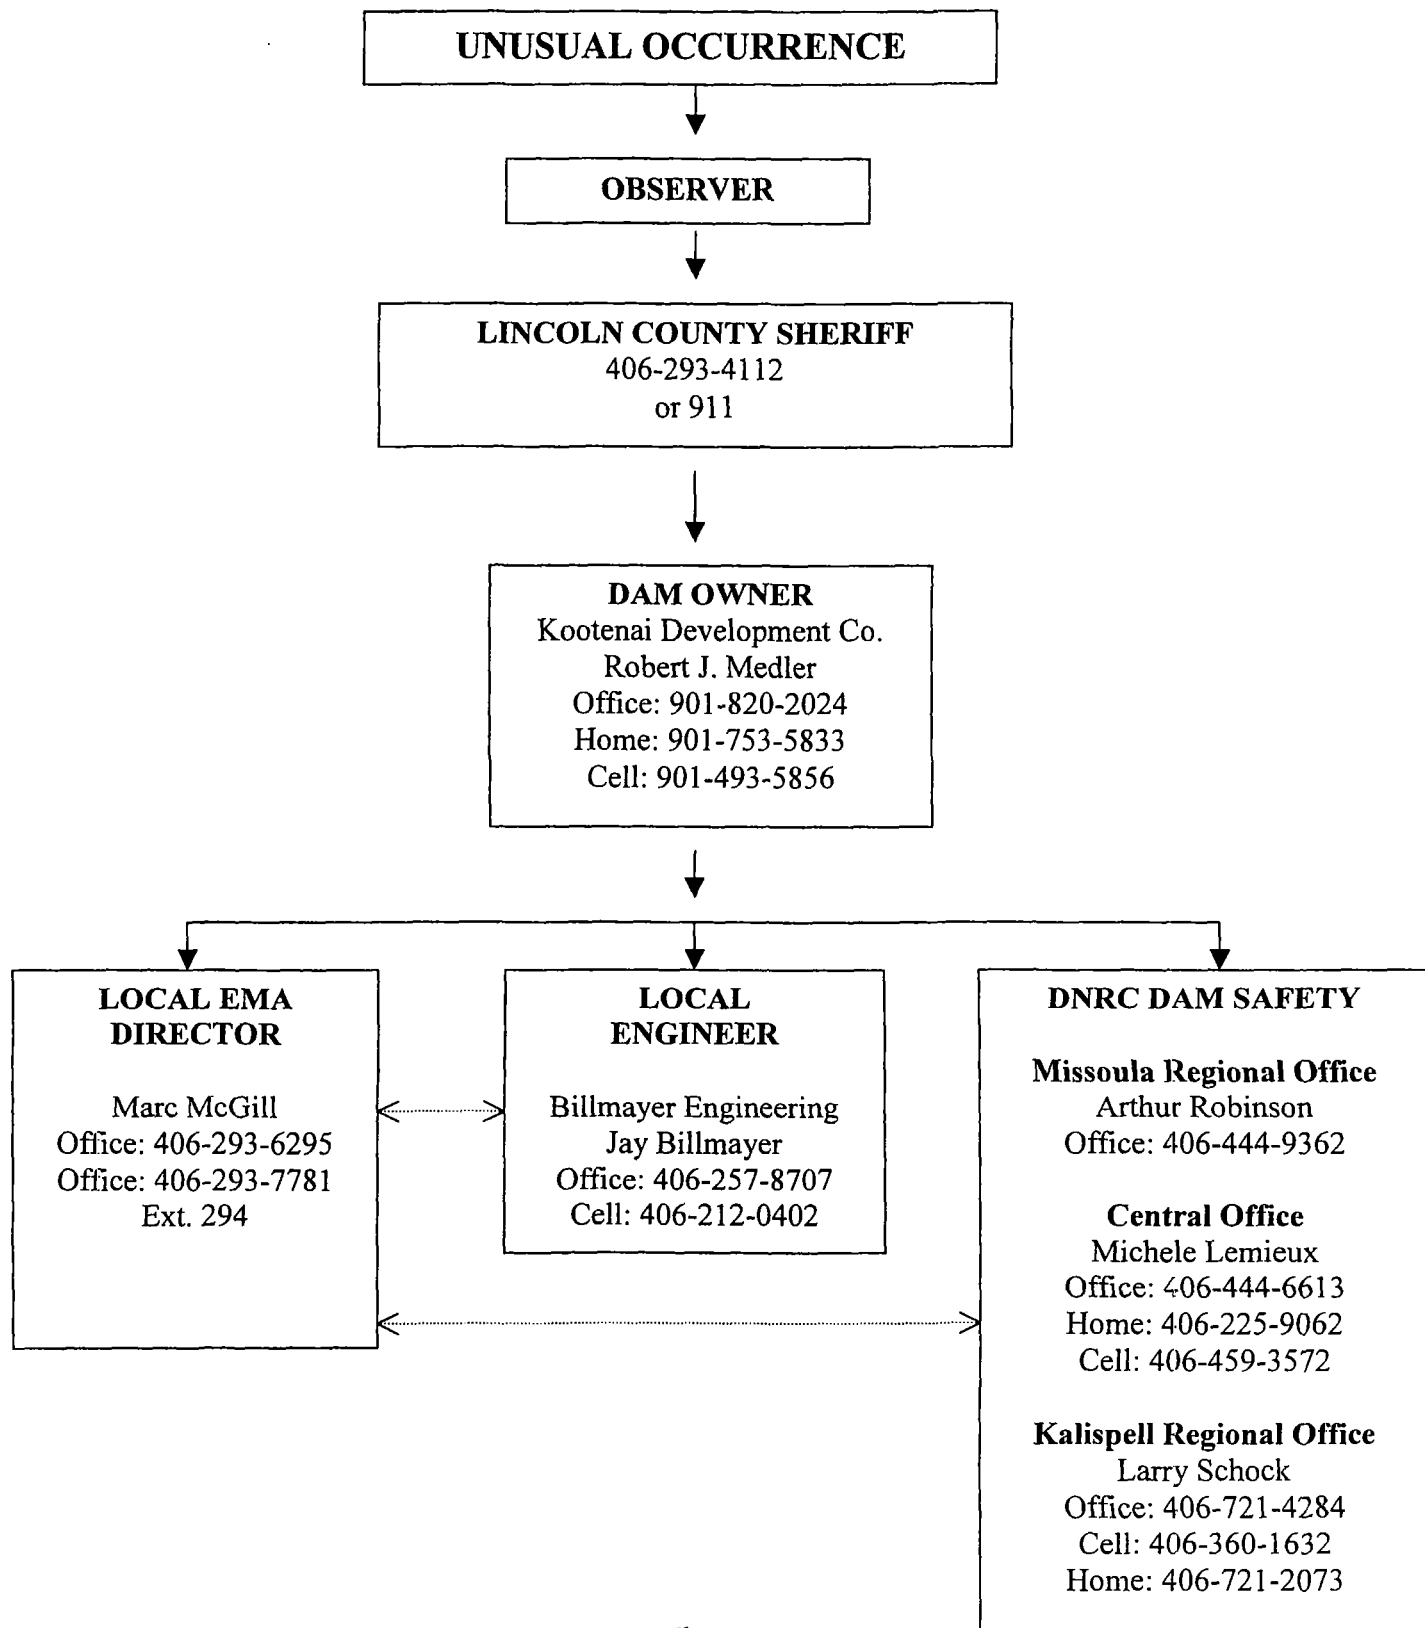 UNUSUAL OCCURRENCE
OBSERVER
LINCOLN COUNTY SHERIFF
406-293-4112
or 911
DAM OWNER
Kootenai Development Co.
Robert J. Medler
Office: 901-820-2024
Home: 901-753-5833
Cell: 901-493-5856
LOCAL EMA
DIRECTOR
Marc McGill
Office: 406-293-6295
Office: 406-293-7781
Ext. 294
LOCAL
ENGINEER
Billmayer Engineering
Jay Billmayer
Office: 406-257-8707
Cell: 406-212-0402
DNRC DAM SAFETY
Missoula Regional Office
Arthur Robinson
Office: 406-444-9362
Central Office
Michele Lemieux
Office: 406-444-6613
Home: 406-225-9062
Cell: 406-459-3572
Kalispell Regional Office
Larry Schock
Office: 406-721-4284
Cell: 406-360-1632
Home: 406-721-2073